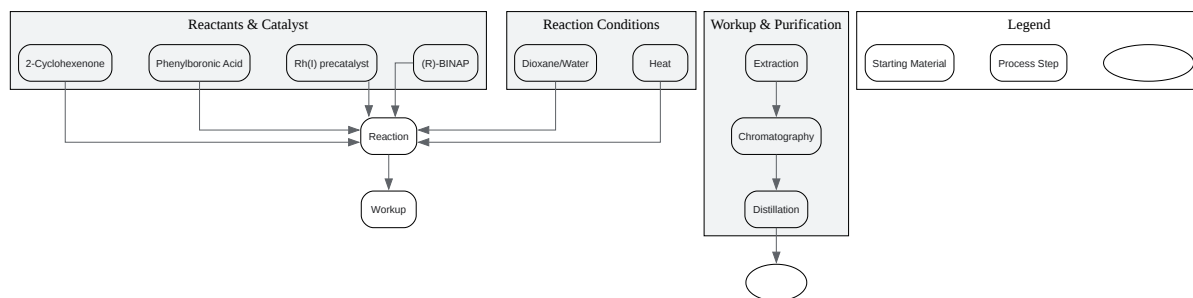 Reactants & Catalyst
Reaction Conditions
Workup & Purification
Legend
2-Cyclohexenone
Phenylboronic Acid
Rh(I) precatalyst
(R)-BINAP
Dioxane/Water
Heat
Extraction
Starting Material
Process Step
Reaction
Chromatography
Workup
Distillation